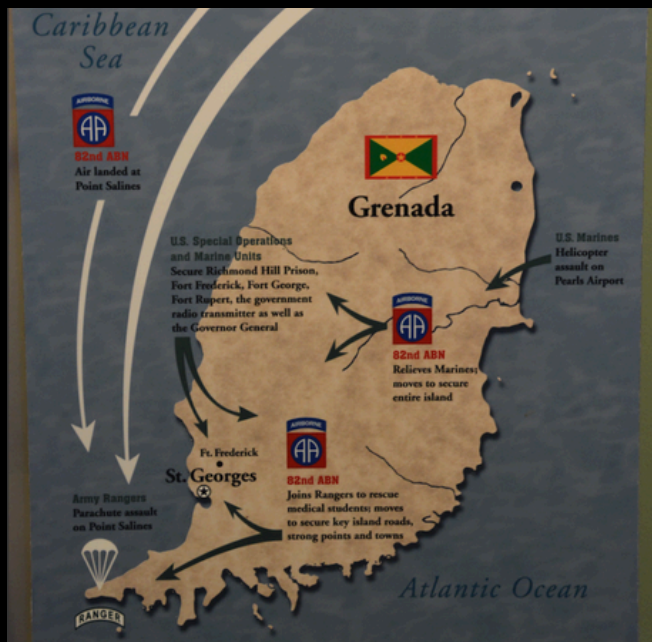 Caribbean
Sea
AIRBORNE
AA
82nd ABN
Air landed at
Point Salines
Grenada
U.S. Special Operations
and Marine Units
Secure Richmond Hill Prison,
Fort Frederick, Fort George,
Fort Rupert, the government
radio transmitter as well as
the Governor General
U.S. Marines
Helicopter
assault on
Pearls Airport
AIRBORNE
AA
82nd ABN
Relieves Marines;
moves to secure
entire island
AIRBORNE
AA
82nd ABN
Joins Rangers to rescue
medical students; moves
to secure key island roads,
strong points and towns
Ft. Frederick
St. Georges
Army Rangers
Parachute assault
on Point Salines
RANGER
Atlantic Ocean